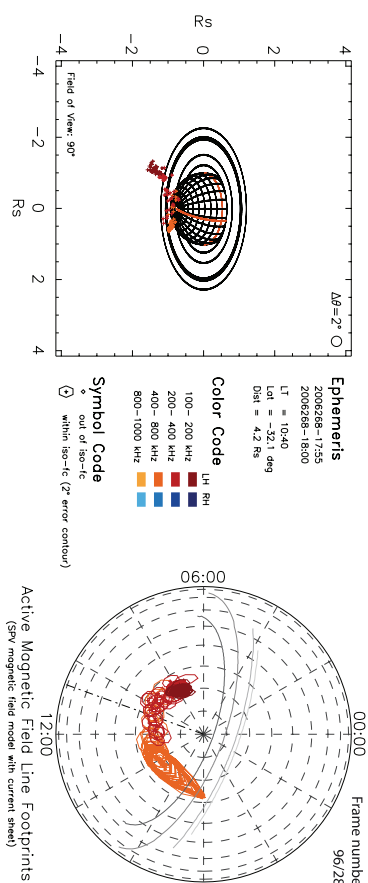 Rs
−4 −2 0 2 4
−4
−2
0
2
4
Rs
Field of View: 90°
Δθ=2°
Ephemeris
2006268−17:55
2006268−18:00
LT = 10:40
Lat = −32.1 deg
Dist = 4.2 Rs
Color Code
LH RH
100− 200 kHz
200− 400 kHz
400− 800 kHz
800−1000 kHz
Symbol Code
out of iso−fc
within iso−fc (2° error contour)
Frame numbe
96/28
00:00
06:00
12:00
Active Magnetic Field Line Footprints
(SPV magnetic field model with current sheet)